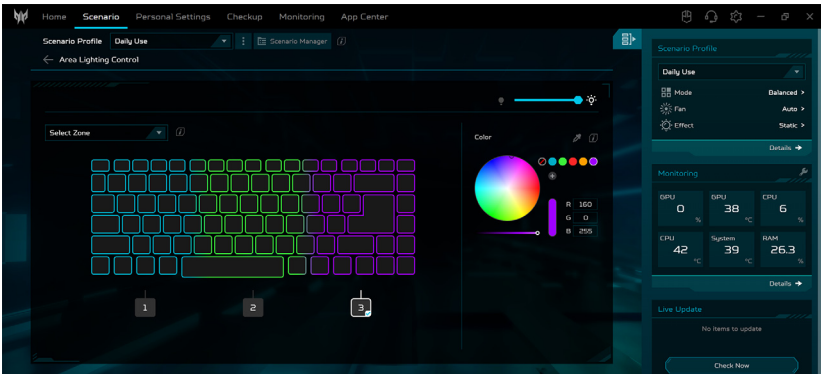 Home Scenario Personal Settings Checkup Monitoring App Center
Scenario Profile Daily Use Scenario Manager
Area Lighting Control
Select Zone
Color
R 160
G 0
B 255
1 2 3
Scenario Profile
Daily Use
Mode Balanced >
Fan Auto >
Effect Static >
Details
Monitoring
GPU GPU CPU
0 % 38 °C 6 %
CPU System RAM
42 °C 39 °C 26.3 %
Details
Live Update
No items to update
Check Now